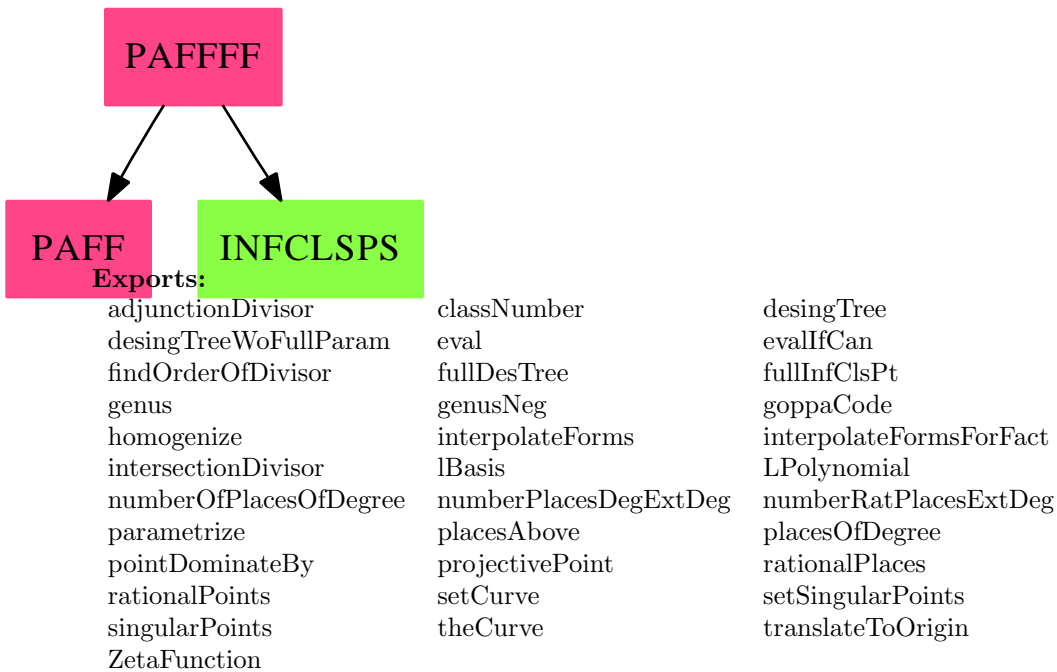 PAFFFF
PAFF INFCLSPS
Exports:
adjunctionDivisor classNumber desingTree
desingTreeWoFullParam eval evalIfCan
findOrderOfDivisor fullDesTree fullInfClsPt
genus genusNeg goppaCode
homogenize interpolateForms interpolateFormsForFact
intersectionDivisor lBasis LPolynomial
numberOfPlacesOfDegree numberPlacesDegExtDeg numberRatPlacesExtDeg
parametrize placesAbove placesOfDegree
pointDominateBy projectivePoint rationalPlaces
rationalPoints setCurve setSingularPoints
singularPoints theCurve translateToOrigin
ZetaFunction